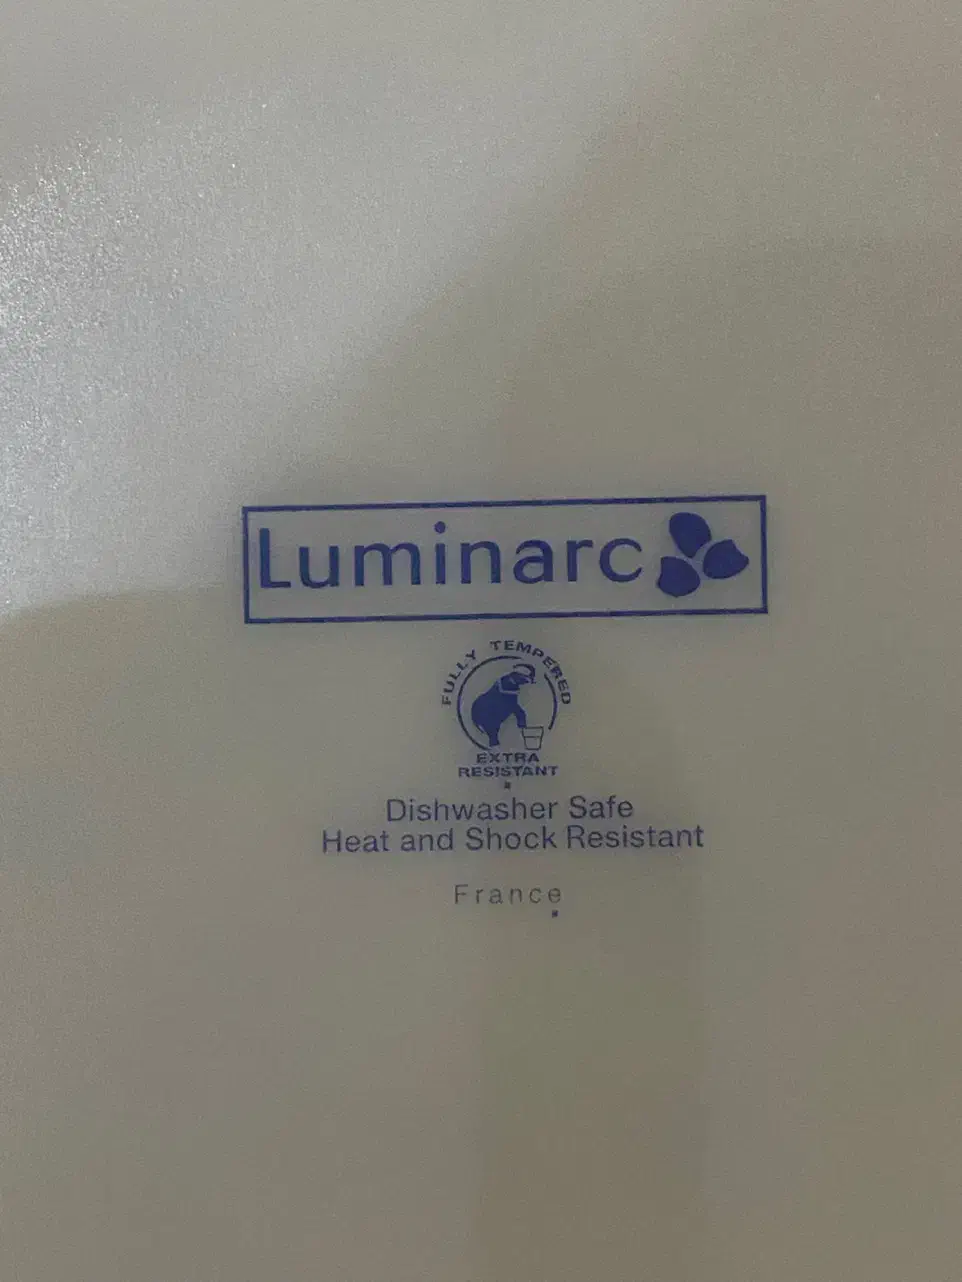 Luminarc
FULLY TEMPERED
EXTRA
RESISTANT
Dishwasher Safe
Heat and Shock Resistant
France